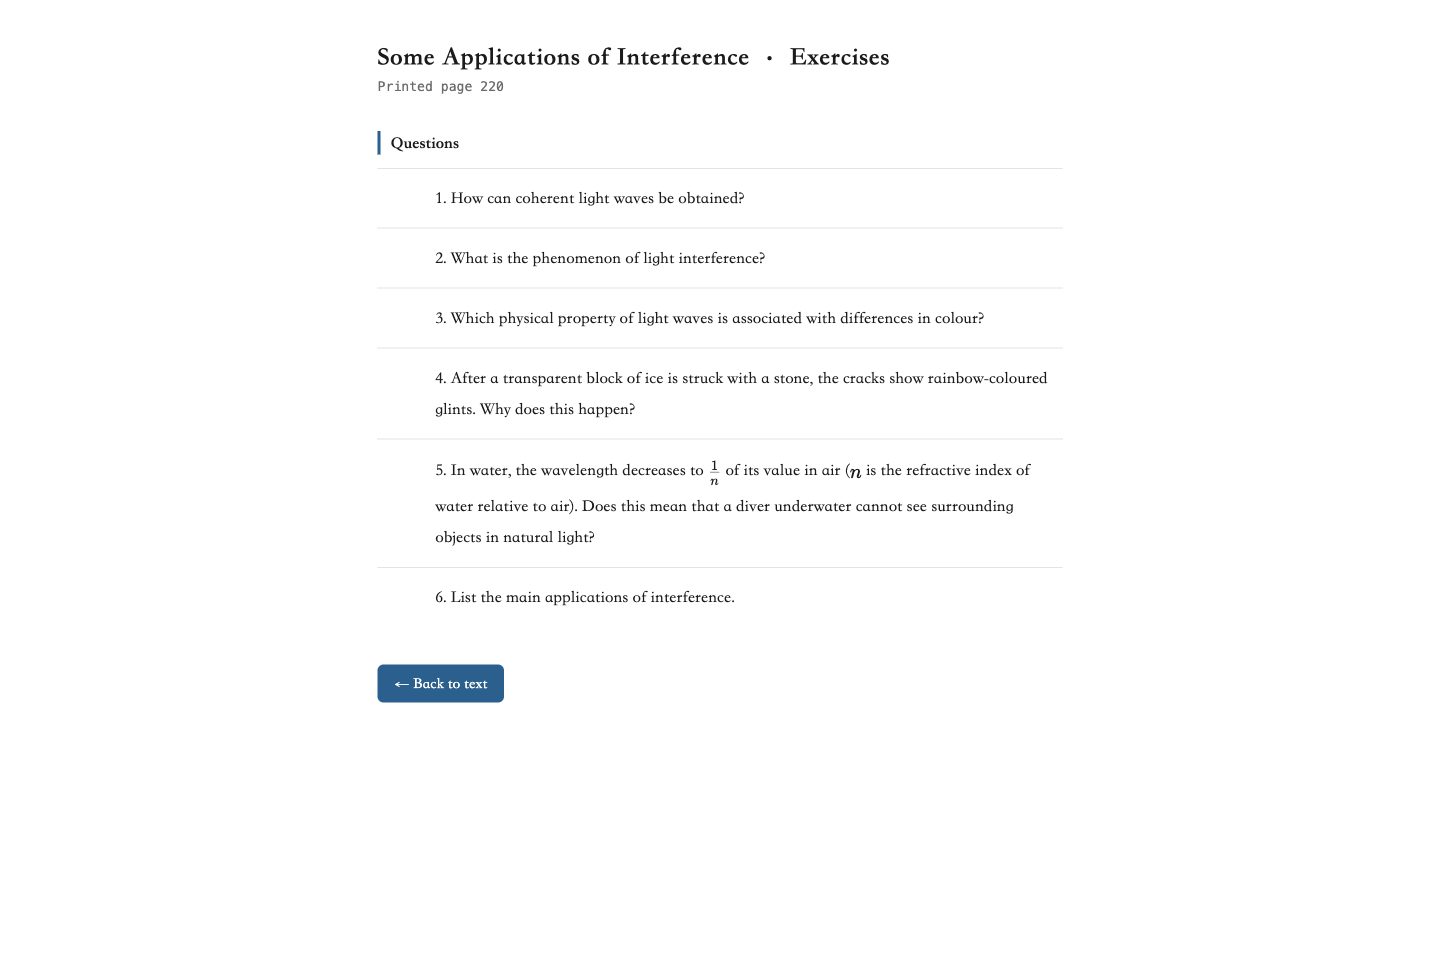 Some Applications of Interference · Exercises
Printed page 220
Questions
1. How can coherent light waves be obtained?
2. What is the phenomenon of light interference?
3. Which physical property of light waves is associated with differences in colour?
4. After a transparent block of ice is struck with a stone, the cracks show rainbow-coloured
glints. Why does this happen?
5. In water, the wavelength decreases to 1/n of its value in air (n is the refractive index of
water relative to air). Does this mean that a diver underwater cannot see surrounding
objects in natural light?
6. List the main applications of interference.
← Back to text